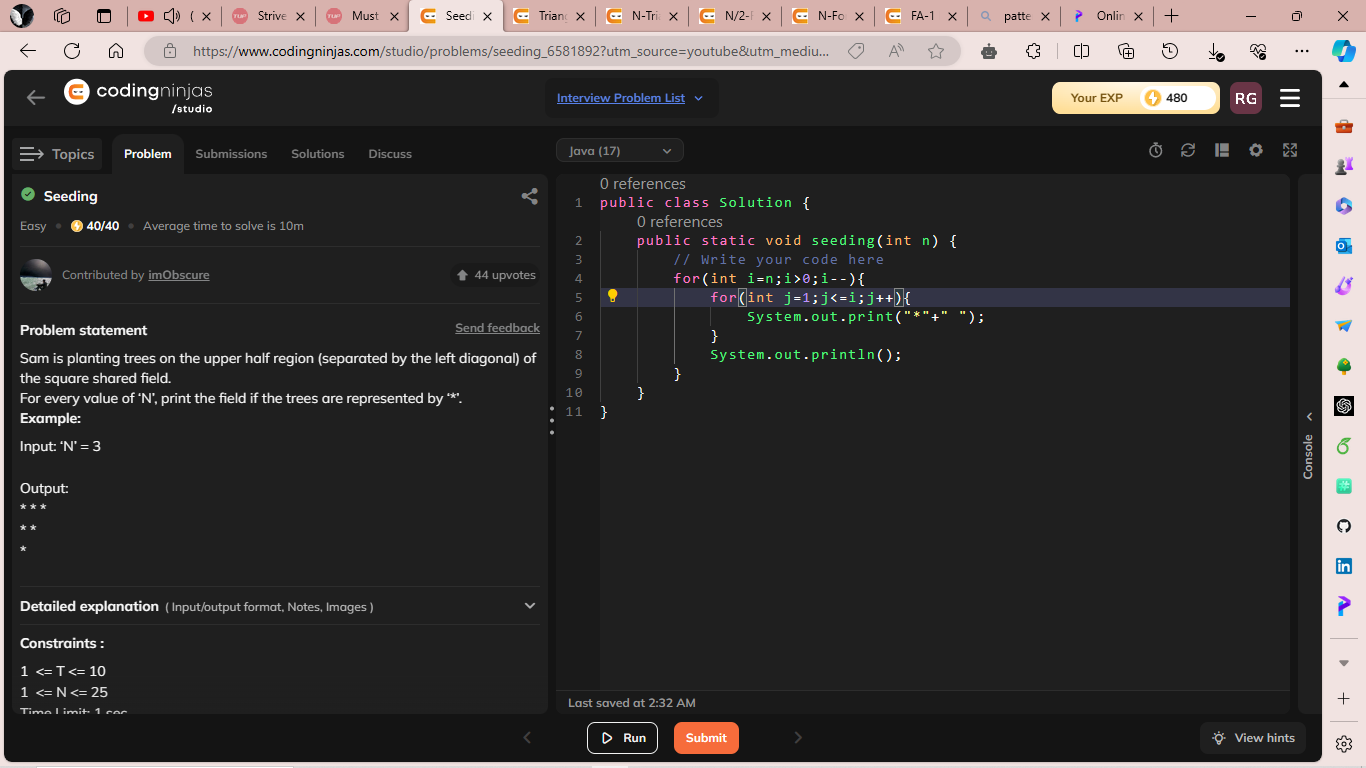 ( 
Strive
Must
Seedi
Triang
N-Tria
N/2-F
N-Fo
FA-1
patte
Onlin
https://www.codingninjas.com/studio/problems/seeding_6581892?utm_source=youtube&utm_mediu...
codingninjas
/studio
Interview Problem List
Your EXP
480
RG
Topics
Problem
Submissions
Solutions
Discuss
Java (17)
Seeding
Easy
40/40
Average time to solve is 10m
Contributed by imObscure
44 upvotes
Problem statement
Send feedback
Sam is planting trees on the upper half region (separated by the left diagonal) of
the square shared field.
For every value of ‘N’, print the field if the trees are represented by ‘*’.
Example:
Input: ‘N’ = 3
Output:
* * *
* *
*
Detailed explanation ( Input/output format, Notes, Images )
Constraints :
1 <= T <= 10
1 <= N <= 25
Time Limit: 1 sec
0 references
1 public class Solution {
0 references
2 public static void seeding(int n) {
3 // Write your code here
4 for(int i=n;i>0;i--){
5 for(int j=1;j<=i;j++){
6 System.out.print("*"+" ");
7 }
8 System.out.println();
9 }
10 }
11 }
Console
Last saved at 2:32 AM
Run
Submit
View hints